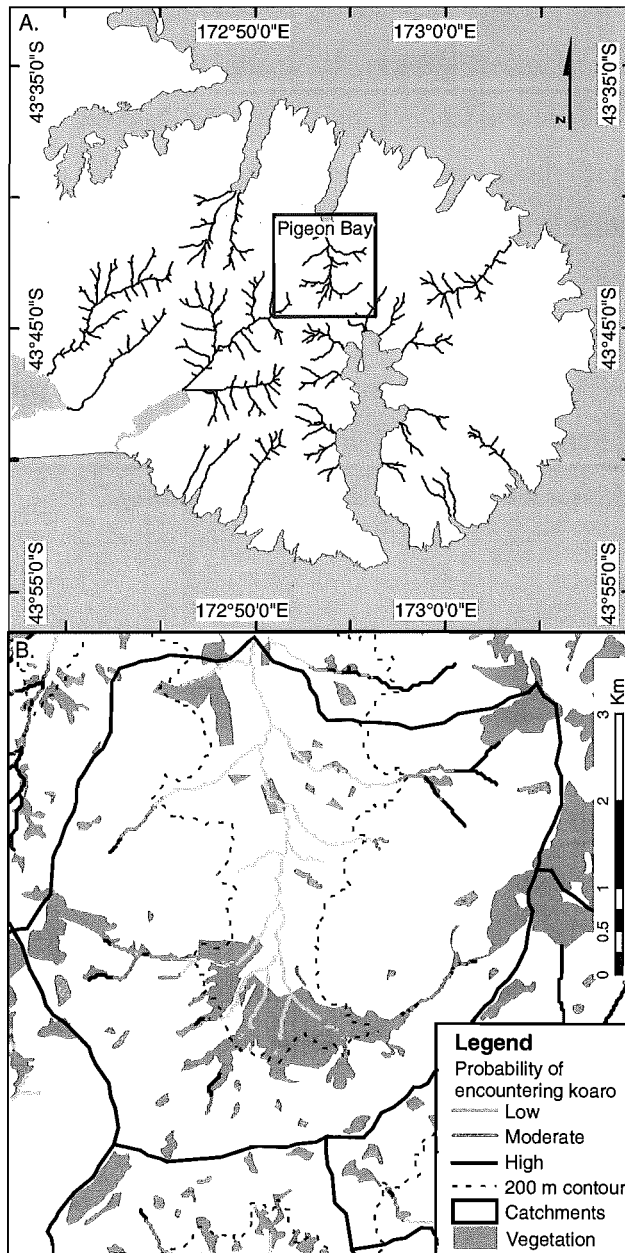 A.
172°50'0"E 173°0'0"E
43°35'0"S
43°35'0"S
z
Pigeon Bay
43°45'0"S
43°45'0"S
43°55'0"S
43°55'0"S
172°50'0"E 173°0'0"E
B.
Km
3
2
1
0.5
0
Legend
Probability of
encountering koaro
Low
Moderate
High
200 m contour
Catchments
Vegetation